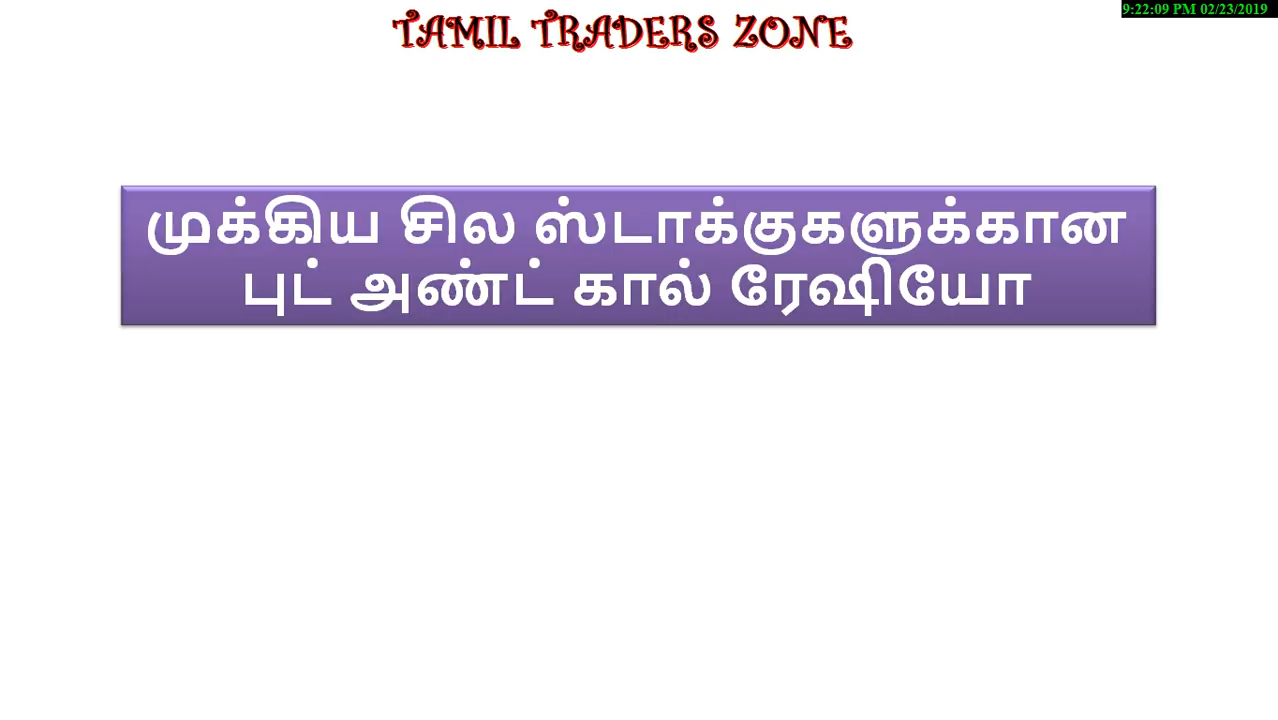 9:22:09 PM 02/23/2019
TAMIL TRADERS ZONE
முக்கிய சில ஸ்டாக்குகளுக்கான
புட் அண்ட் கால் ரேஷியோ